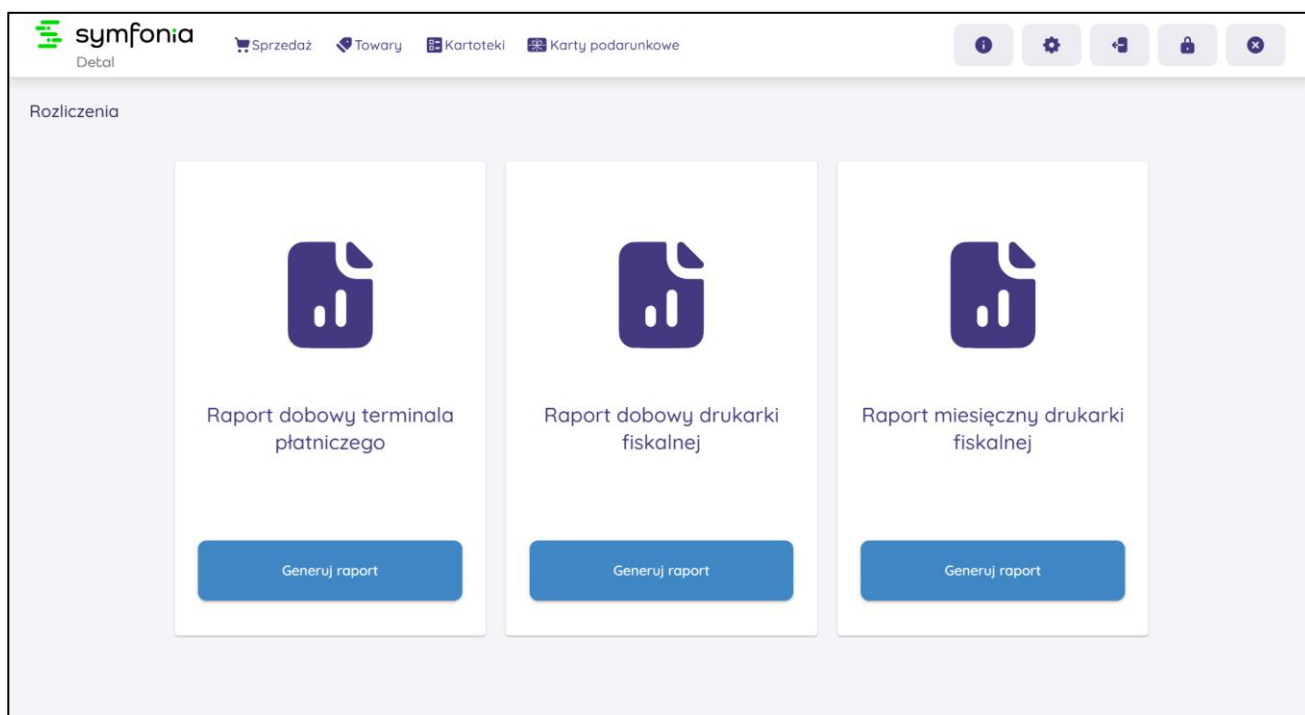 symfonia
Detal
Sprzedaż Towary Kartoteki Karty podarunkowe
Rozliczenia
Raport dobowy terminala
płatniczego
Generuj raport
Raport dobowy drukarki
fiskalnej
Generuj raport
Raport miesięczny drukarki
fiskalnej
Generuj raport